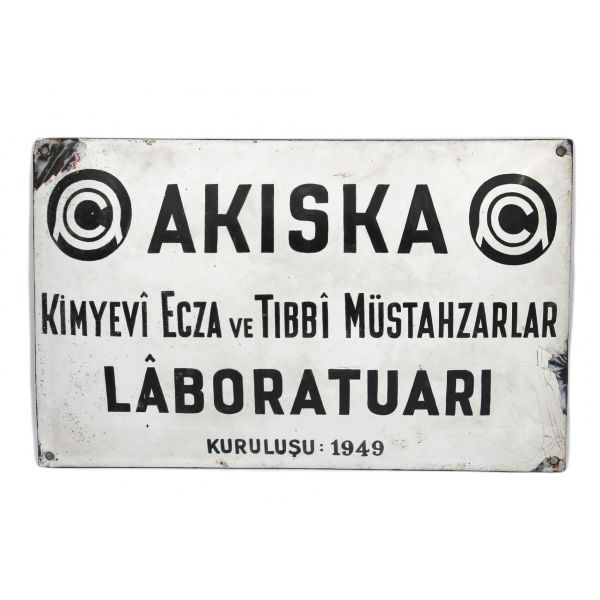 AKISKA
KİMYEVÎ ECZA VE TIBBÎ MÜSTAHZARLAR
LÂBORATUARI
KURULUŞU : 1949